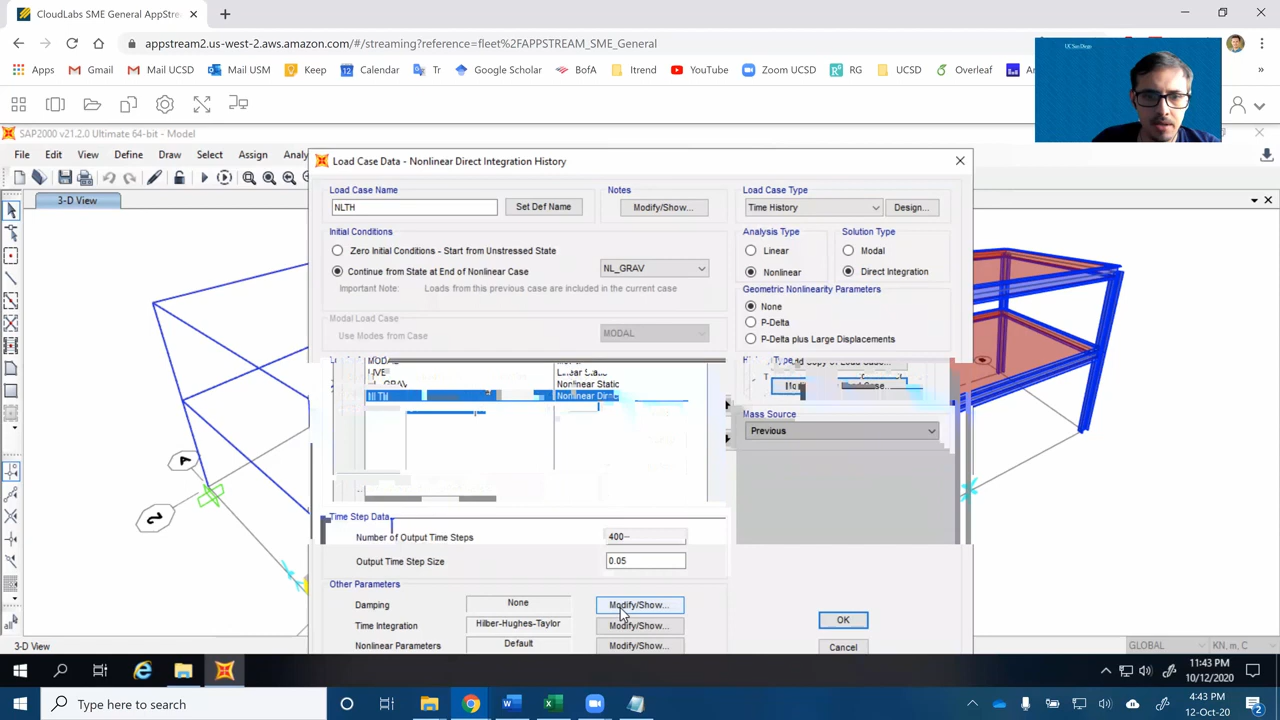 CloudLabs SME General AppStre
appstream2.us-west-2.aws.amazon.com/#/streaming?reference=fleet%2FAPPSTREAM_SME_General
Apps Gmail Mail UCSD Mail USM Keep Calendar Tr Google Scholar BofA Itrend YouTube Zoom UCSD RG UCSD Overleaf
UC San Diego
SAP2000 v21.2.0 Ultimate 64-bit - Model
File Edit View Define Draw Select Assign
3-D View
Load Case Data - Nonlinear Direct Integration History
Load Case Name Notes Load Case Type
NLTH Set Def Name Modify/Show... Time History Design...
Initial Conditions Analysis Type Solution Type
Zero Initial Conditions - Start from Unstressed State Linear Modal
Continue from State at End of Nonlinear Case NL_GRAV Nonlinear Direct Integration
Important Note: Loads from this previous case are included in the current case
Geometric Nonlinearity Parameters
None
Modal Load Case P-Delta
Use Modes from Case MODAL P-Delta plus Large Displacements
MODAL
Linear Static
Nonlinear Static
Nonlinear Direc
Mass Source
Previous
Time Step Data
Number of Output Time Steps 400
Output Time Step Size 0.05
Other Parameters
Damping None Modify/Show...
Time Integration Hilber-Hughes-Taylor Modify/Show...
Nonlinear Parameters Default Modify/Show...
OK
Cancel
3-D View GLOBAL KN, m, C
11:43 PM
10/12/2020
Type here to search
4:43 PM
12-Oct-20
2